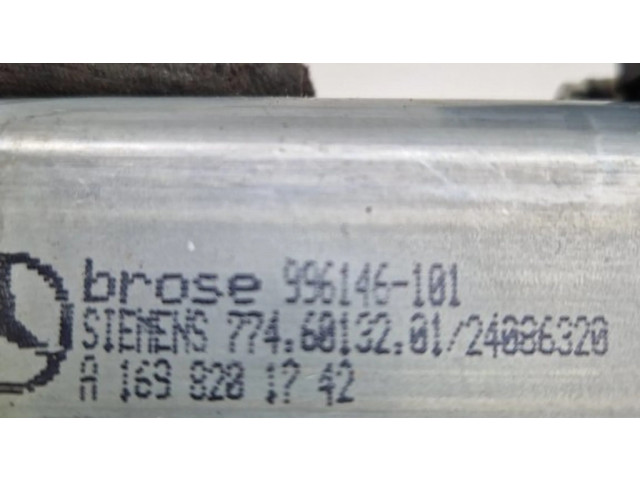 brose 996146-101
SIEMENS 774.60132.01/24086320
A 169 820 17 42